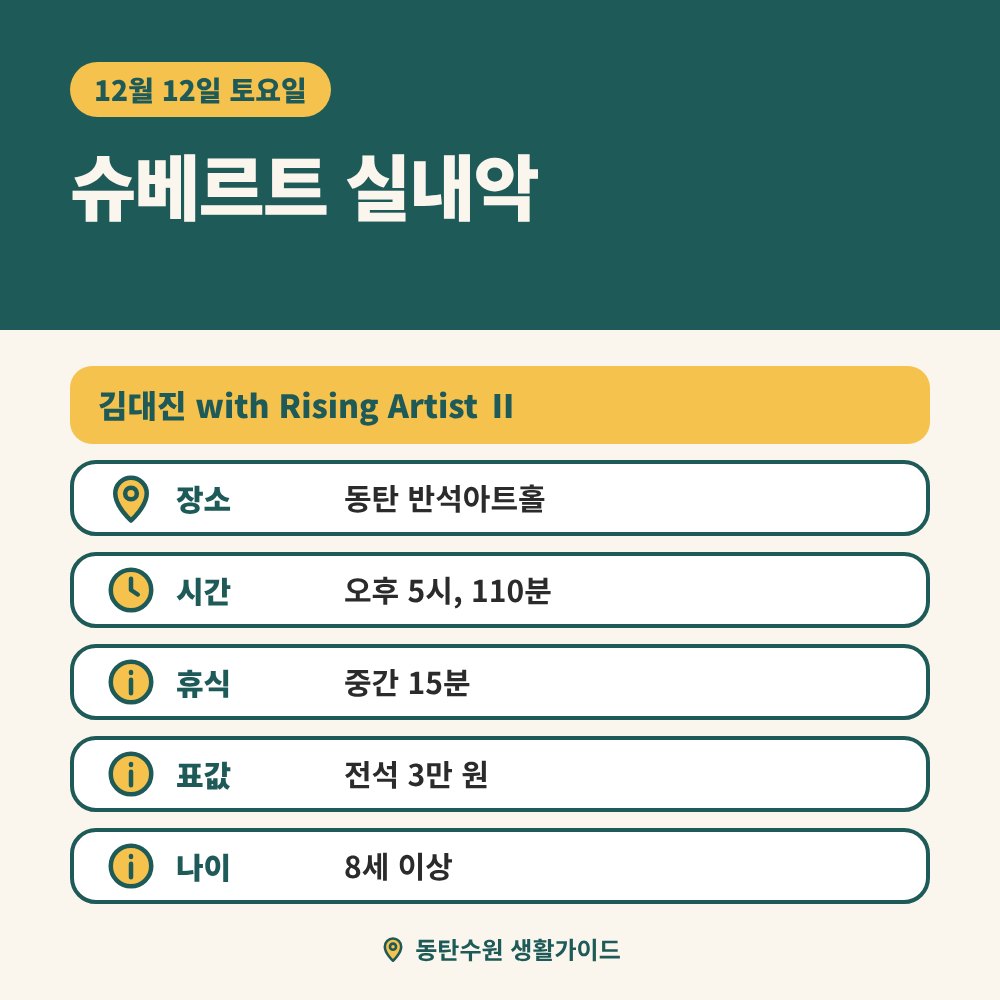 12월 12일 토요일
슈베르트 실내악
김대진 with Rising Artist Ⅱ
장소 동탄 반석아트홀
시간 오후 5시, 110분
휴식 중간 15분
표값 전석 3만 원
나이 8세 이상
동탄수원 생활가이드